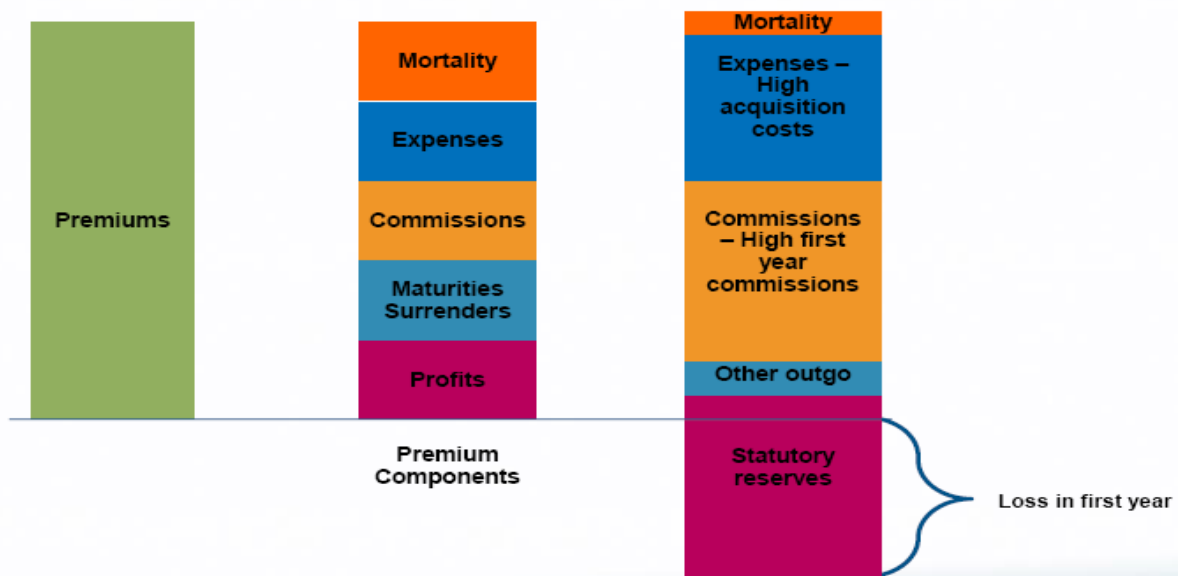 Premiums
Mortality
Expenses
Commissions
Maturities
Surrenders
Profits
Premium
Components
Mortality
Expenses –
High
acquisition
costs
Commissions
– High first
year
commissions
Other outgo
Statutory
reserves
Loss in first year